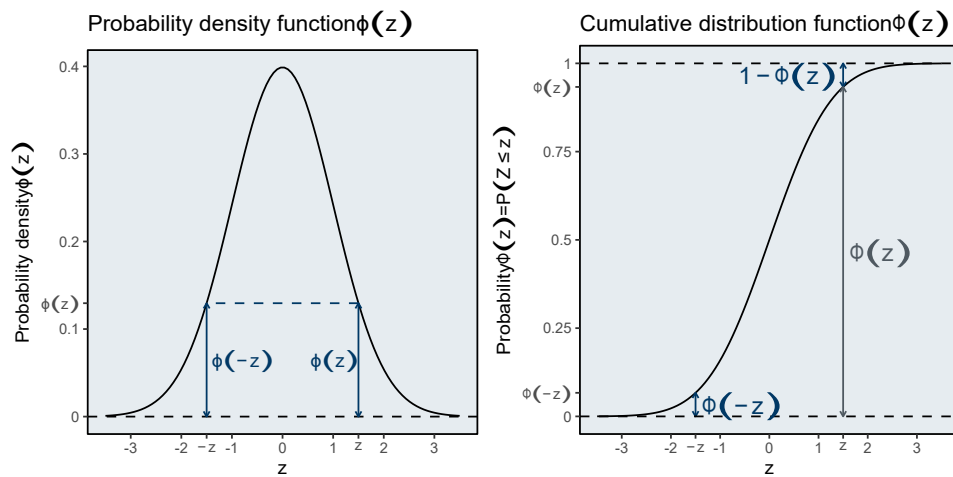 Probability density functionϕ(z)
Probability densityϕ(z)
0.4
0.3
0.2
ϕ(z)
0.1
0
ϕ(−z)
ϕ(z)
-3
-2
−z
-1
0
1
z
2
3
z
Cumulative distribution functionΦ(z)
ProbabilityΦ(z)=P(Z≤z)
1
Φ(z)
0.75
0.5
0.25
Φ(−z)
0
1−Φ(z)
Φ(z)
Φ(−z)
-3
-2
−z
-1
0
1
z
2
3
z